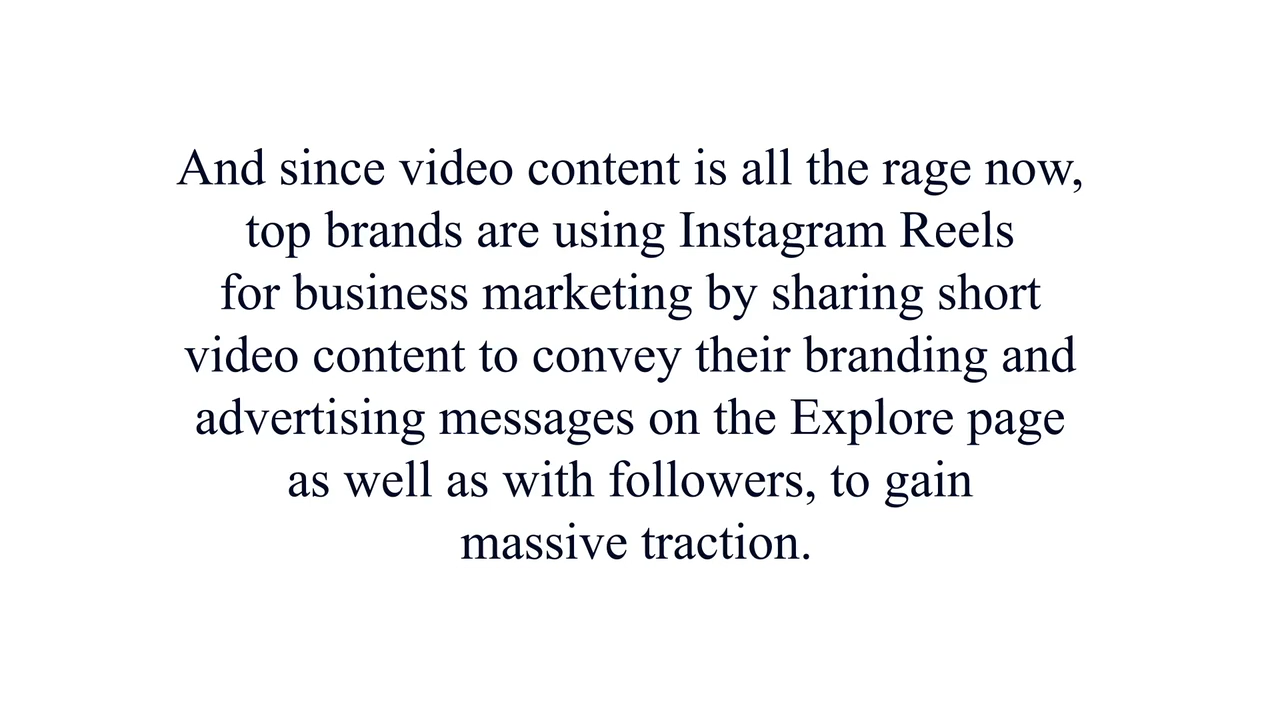 And since video content is all the rage now,
top brands are using Instagram Reels
for business marketing by sharing short
video content to convey their branding and
advertising messages on the Explore page
as well as with followers, to gain
massive traction.